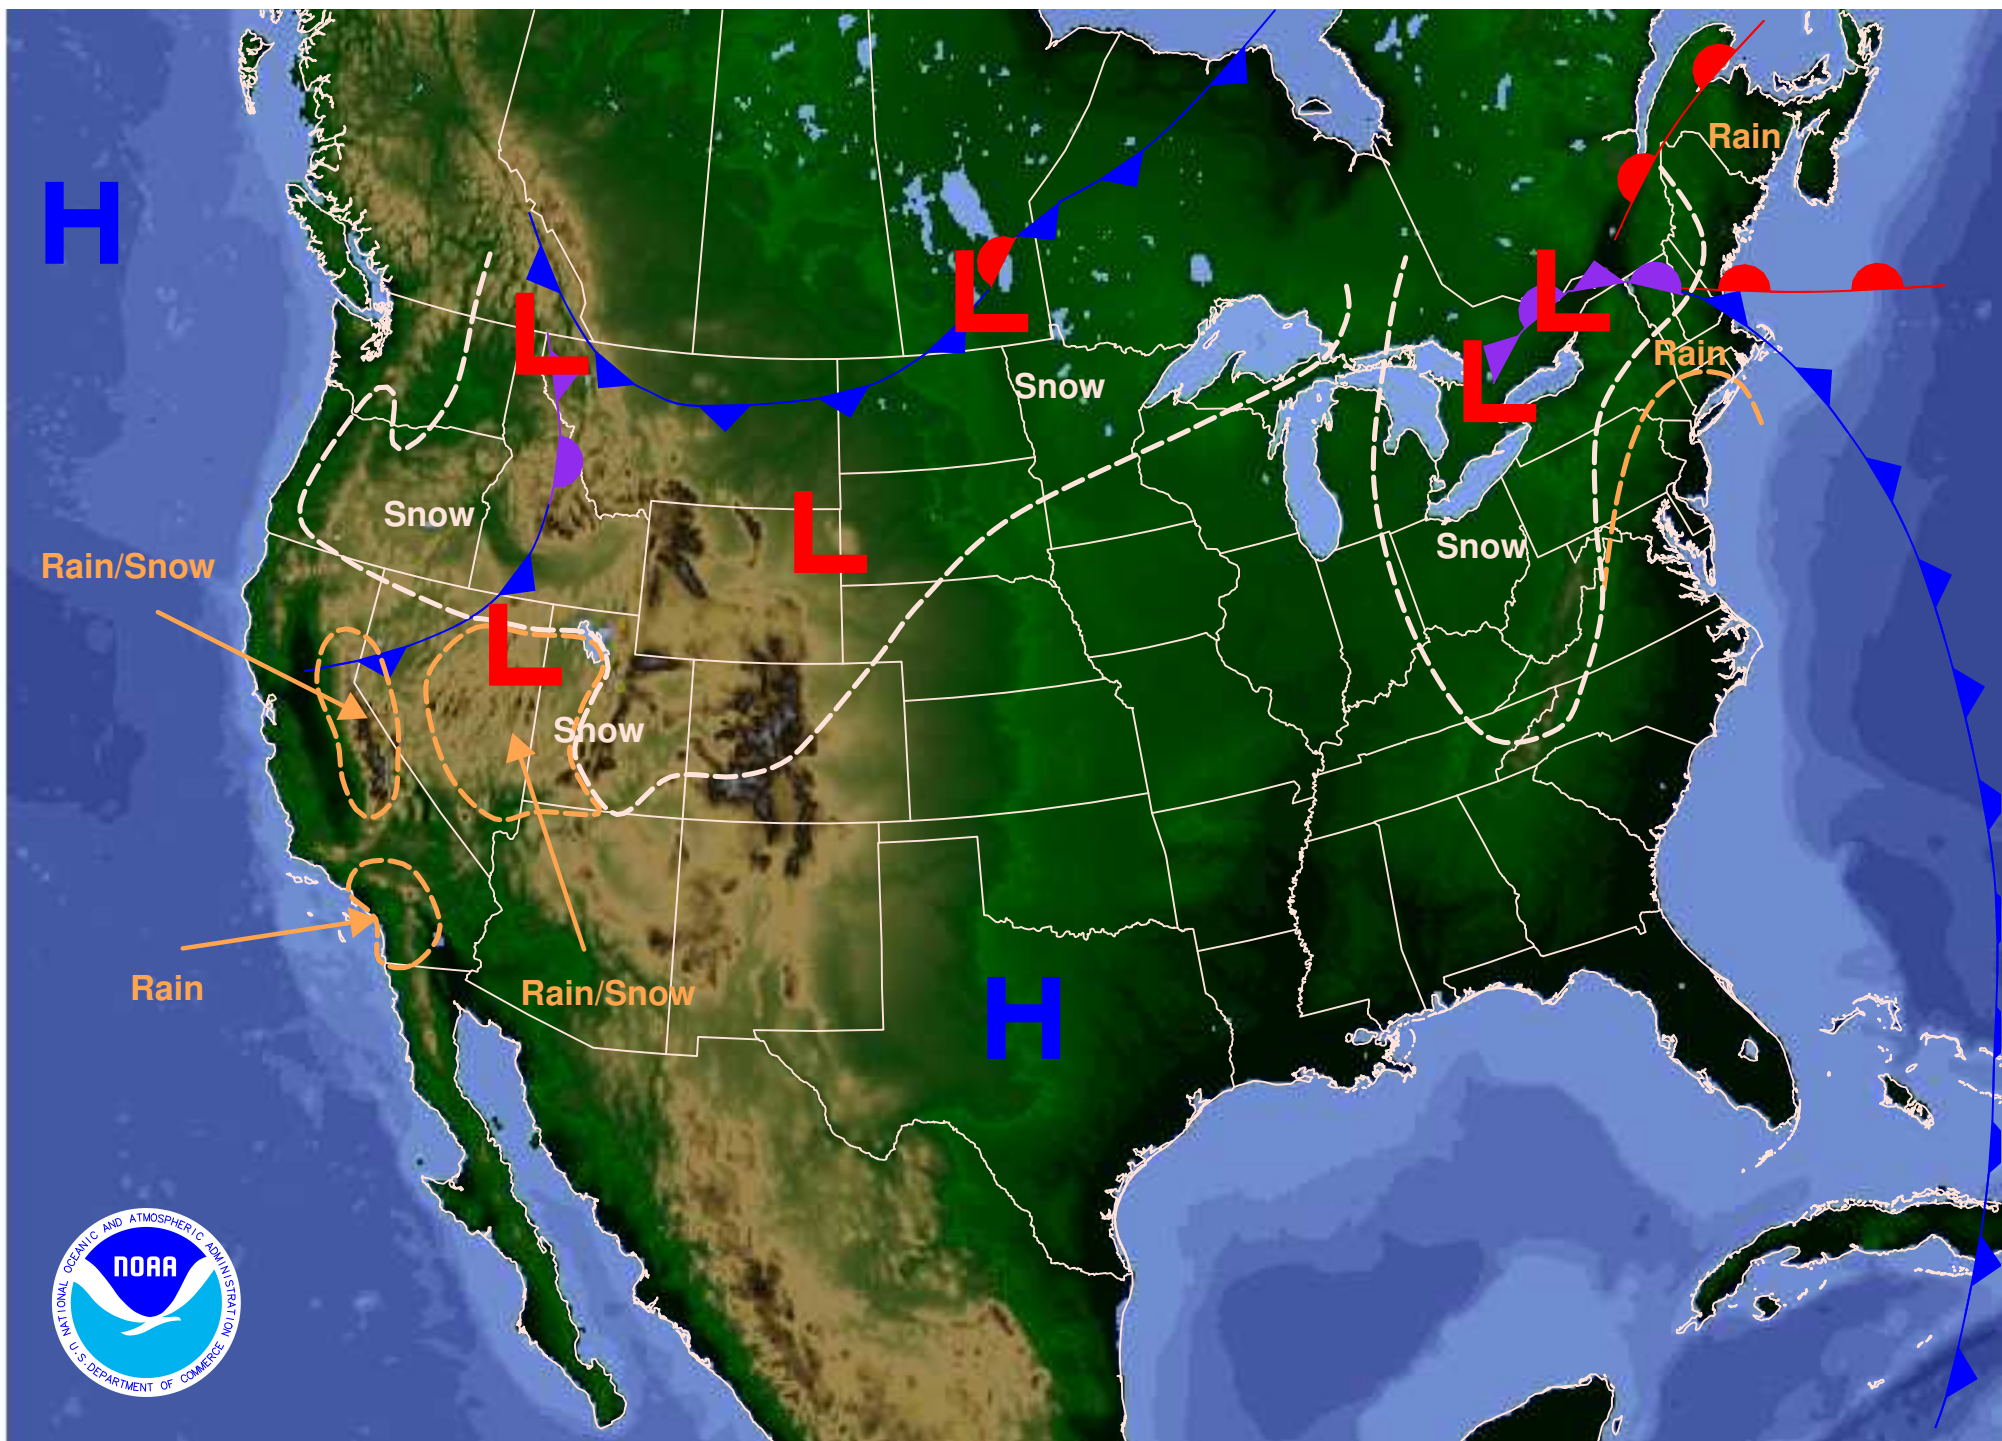 Rain
H
L
L
L
Rain
L
Snow
L
L
Snow
Snow
Rain/Snow
L
Snow
Rain
Rain/Snow
H
NATIONAL OCEANIC AND ATMOSPHERIC ADMINISTRATION
NOAA
U.S. DEPARTMENT OF COMMERCE